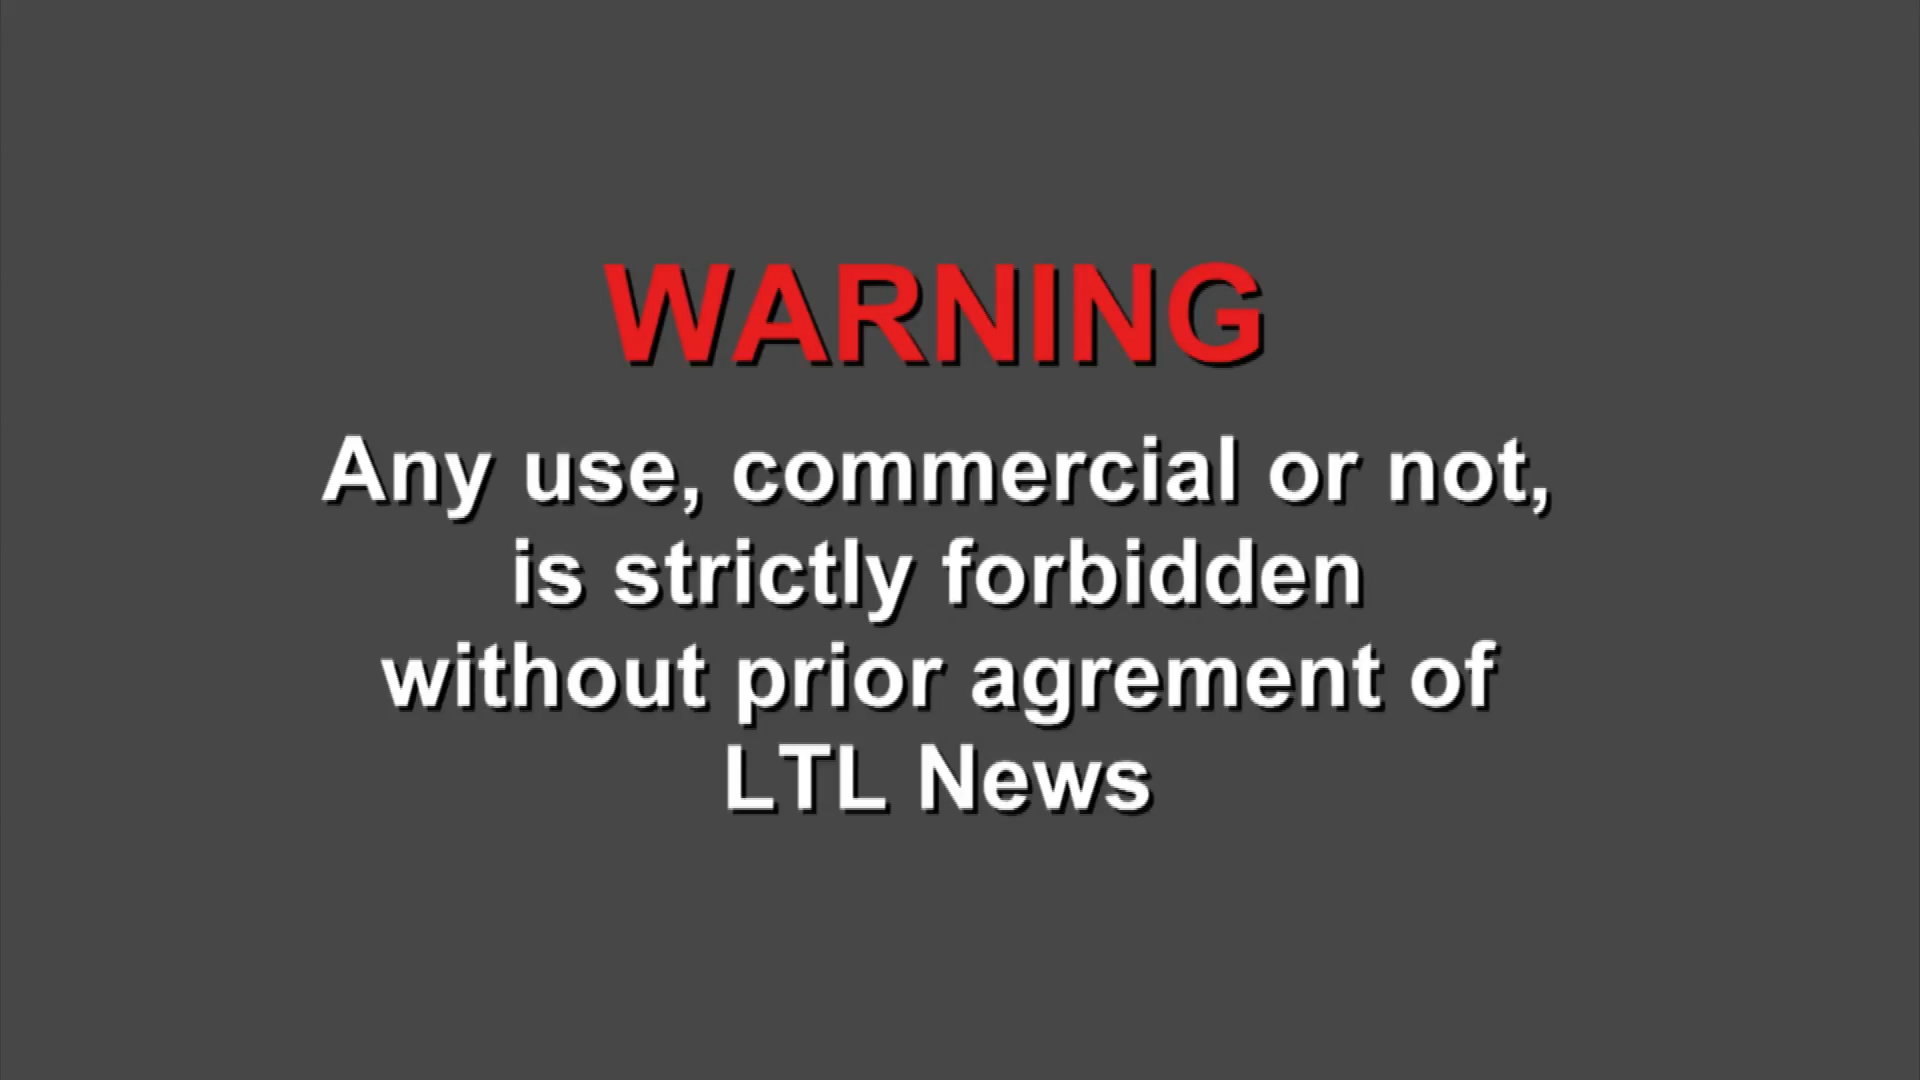 WARNING
Any use, commercial or not,
is strictly forbidden
without prior agrement of
LTL News